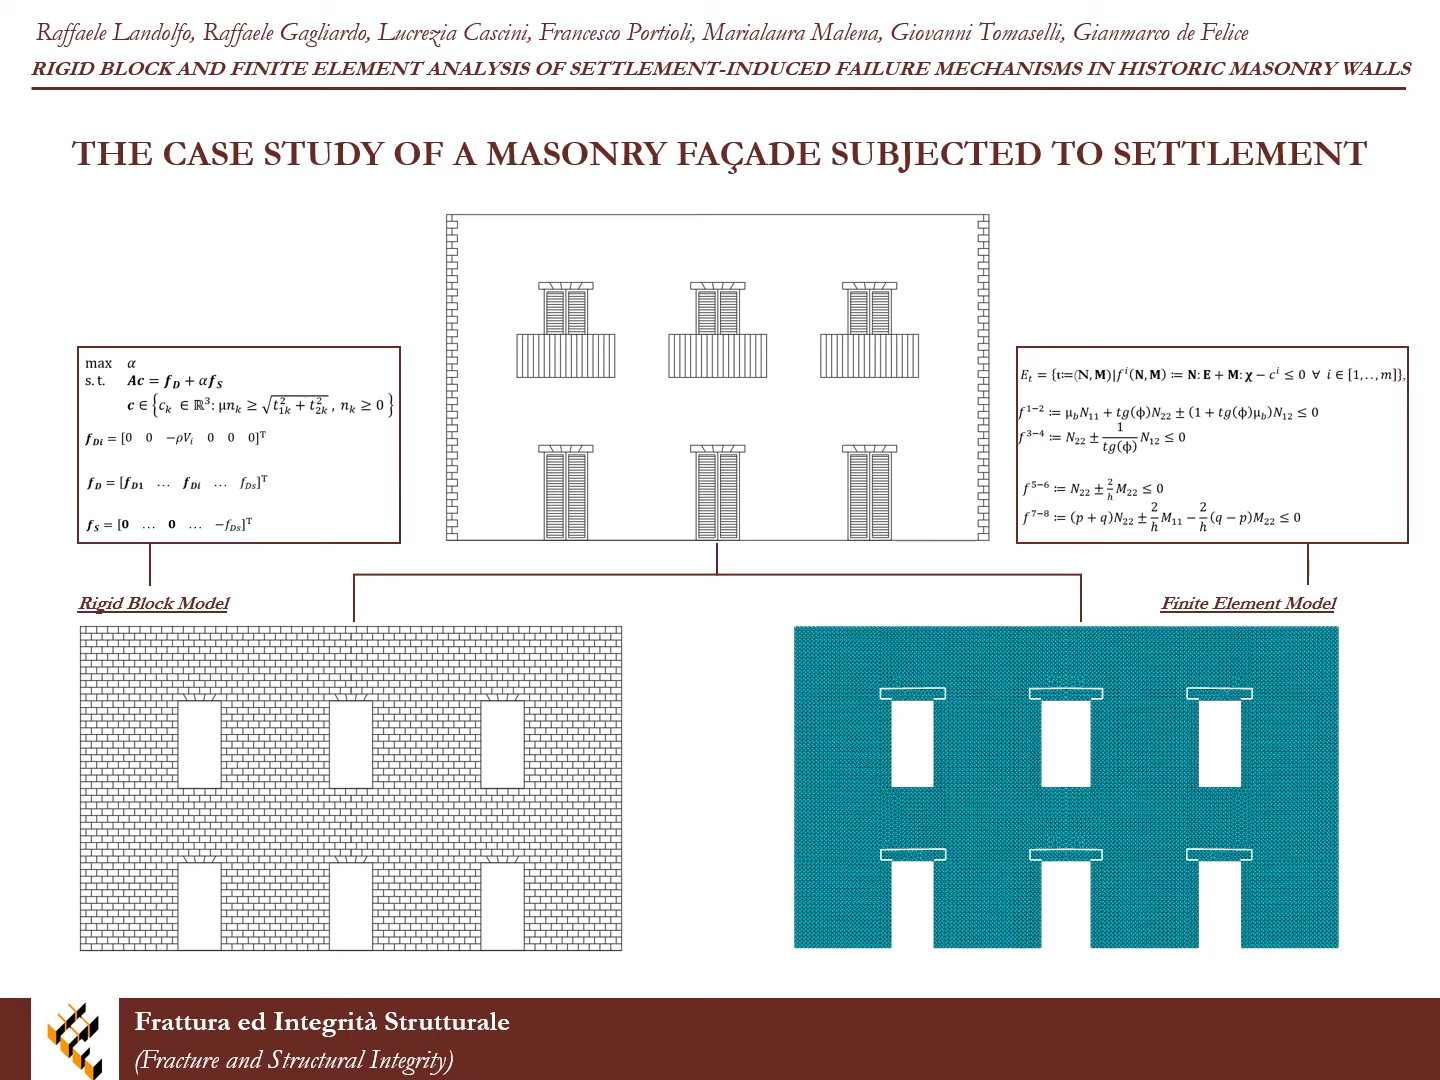 Raffaele Landolfo, Raffaele Gagliardo, Lucrezia Cascini, Francesco Portioli, Marialaura Malena, Giovanni Tomaselli, Gianmarco de Felice
RIGID BLOCK AND FINITE ELEMENT ANALYSIS OF SETTLEMENT-INDUCED FAILURE MECHANISMS IN HISTORIC MASONRY WALLS
THE CASE STUDY OF A MASONRY FAÇADE SUBJECTED TO SETTLEMENT
max α
s.t. Ac = f_D + αf_S
c ∈ {c_k ∈ ℝ³: μn_k ≥ √(t²_1k + t²_2k) , n_k ≥ 0 }
f_Di = [0 0 −ρV_i 0 0 0]ᵀ
f_D = [f_D1 … f_Di … f_Ds]ᵀ
f_S = [0 … 0 … −f_Ds]ᵀ
E_t = {t≔(N, M)|f^i(N, M) ≔ N: E + M: χ − c^i ≤ 0 ∀ i ∈ [1,..,m]},
f^1−2 ≔ μ_b N_11 + tg(ϕ)N_22 ± (1 + tg(ϕ)μ_b)N_12 ≤ 0
f^3−4 ≔ N_22 ± 1/tg(ϕ) N_12 ≤ 0
f^5−6 ≔ N_22 ± 2/h M_22 ≤ 0
f^7−8 ≔ (p + q)N_22 ± 2/h M_11 − 2/h (q − p)M_22 ≤ 0
Rigid Block Model
Finite Element Model
Frattura ed Integrità Strutturale
(Fracture and Structural Integrity)